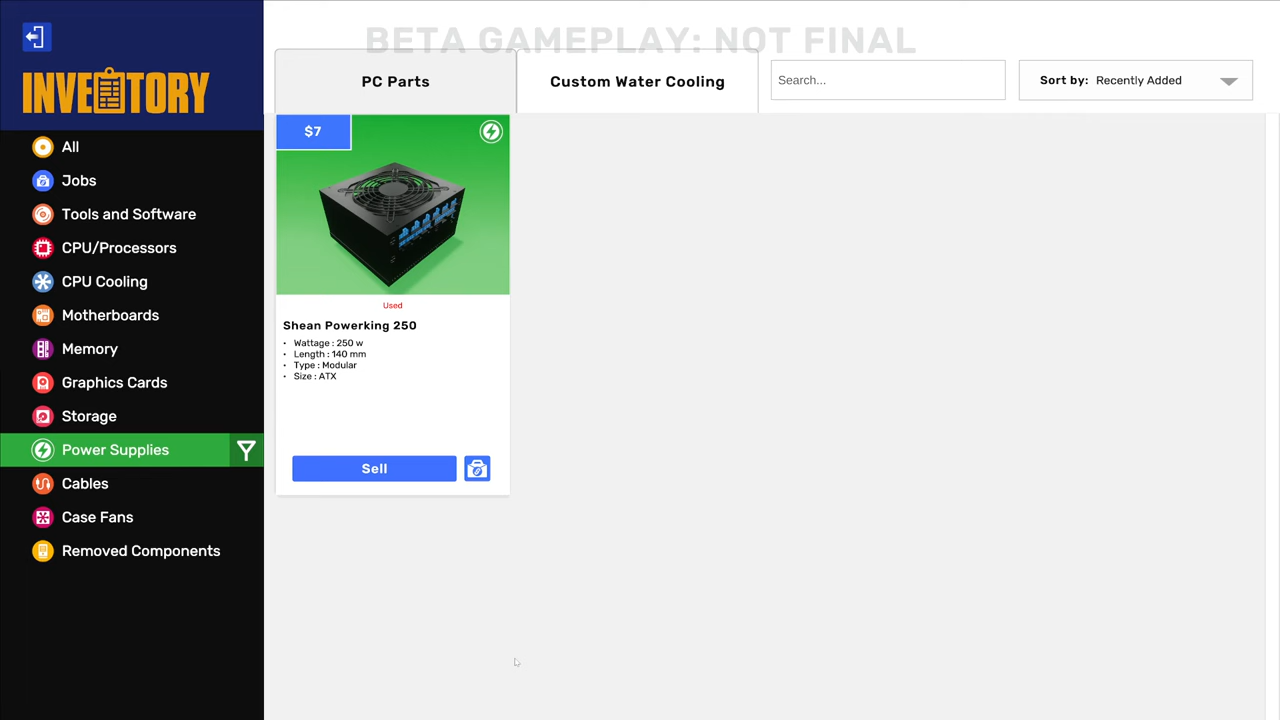 BETA GAMEPLAY: NOT FINAL
INVENTORY
PC Parts
Custom Water Cooling
Search...
Sort by: Recently Added
All
Jobs
Tools and Software
CPU/Processors
CPU Cooling
Motherboards
Memory
Graphics Cards
Storage
Power Supplies
Cables
Case Fans
Removed Components
$7
Used
Shean Powerking 250
• Wattage : 250 w
• Length : 140 mm
• Type : Modular
• Size : ATX
Sell